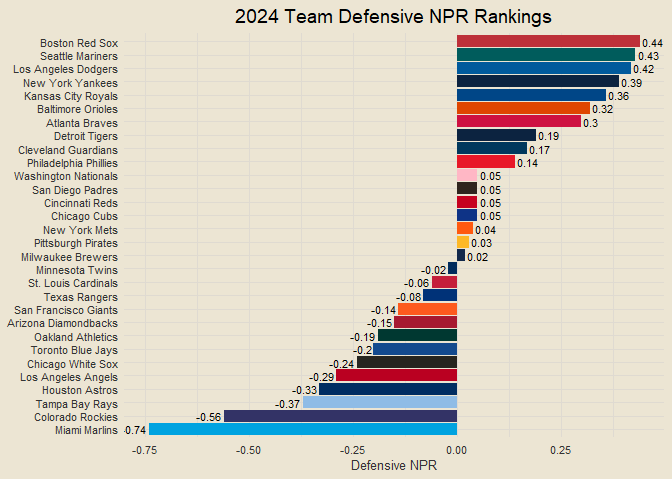 2024 Team Defensive NPR Rankings
Boston Red Sox 0.44
Seattle Mariners 0.43
Los Angeles Dodgers 0.42
New York Yankees 0.39
Kansas City Royals 0.36
Baltimore Orioles 0.32
Atlanta Braves 0.3
Detroit Tigers 0.19
Cleveland Guardians 0.17
Philadelphia Phillies 0.14
Washington Nationals 0.05
San Diego Padres 0.05
Cincinnati Reds 0.05
Chicago Cubs 0.05
New York Mets 0.04
Pittsburgh Pirates 0.03
Milwaukee Brewers 0.02
Minnesota Twins -0.02
St. Louis Cardinals -0.06
Texas Rangers -0.08
San Francisco Giants -0.14
Arizona Diamondbacks -0.15
Oakland Athletics -0.19
Toronto Blue Jays -0.2
Chicago White Sox -0.24
Los Angeles Angels -0.29
Houston Astros -0.33
Tampa Bay Rays -0.37
Colorado Rockies -0.56
Miami Marlins -0.74
-0.75 -0.50 -0.25 0.00 0.25
Defensive NPR